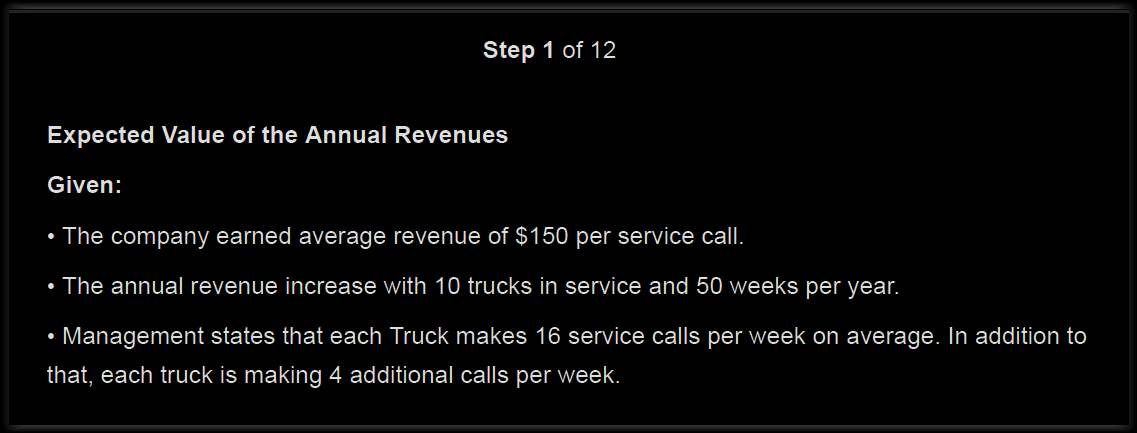 Step 1 of 12
Expected Value of the Annual Revenues
Given:
• The company earned average revenue of $150 per service call.
• The annual revenue increase with 10 trucks in service and 50 weeks per year.
• Management states that each Truck makes 16 service calls per week on average. In addition to
that, each truck is making 4 additional calls per week.